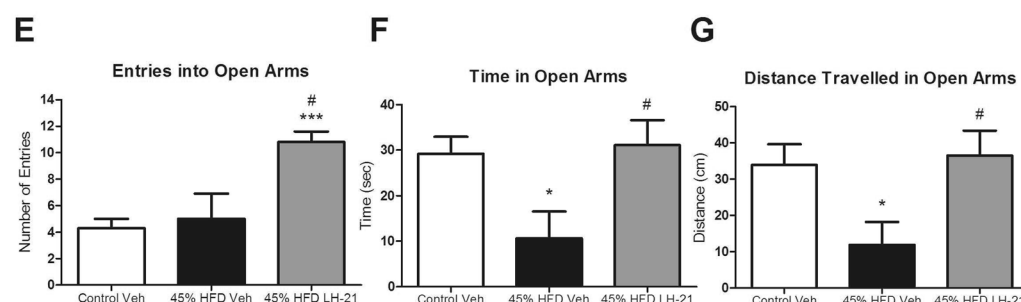 E
Entries into Open Arms
Number of Entries
14
12
10
8
6
4
2
0
#
***
Control Veh
45% HFD Veh
45% HFD LH-21
F
Time in Open Arms
Time (sec)
40
30
20
10
0
*
#
Control Veh
45% HFD Veh
45% HFD LH-21
G
Distance Travelled in Open Arms
Distance (cm)
50
40
30
20
10
0
*
#
Control Veh
45% HFD Veh
45% HFD LH-21